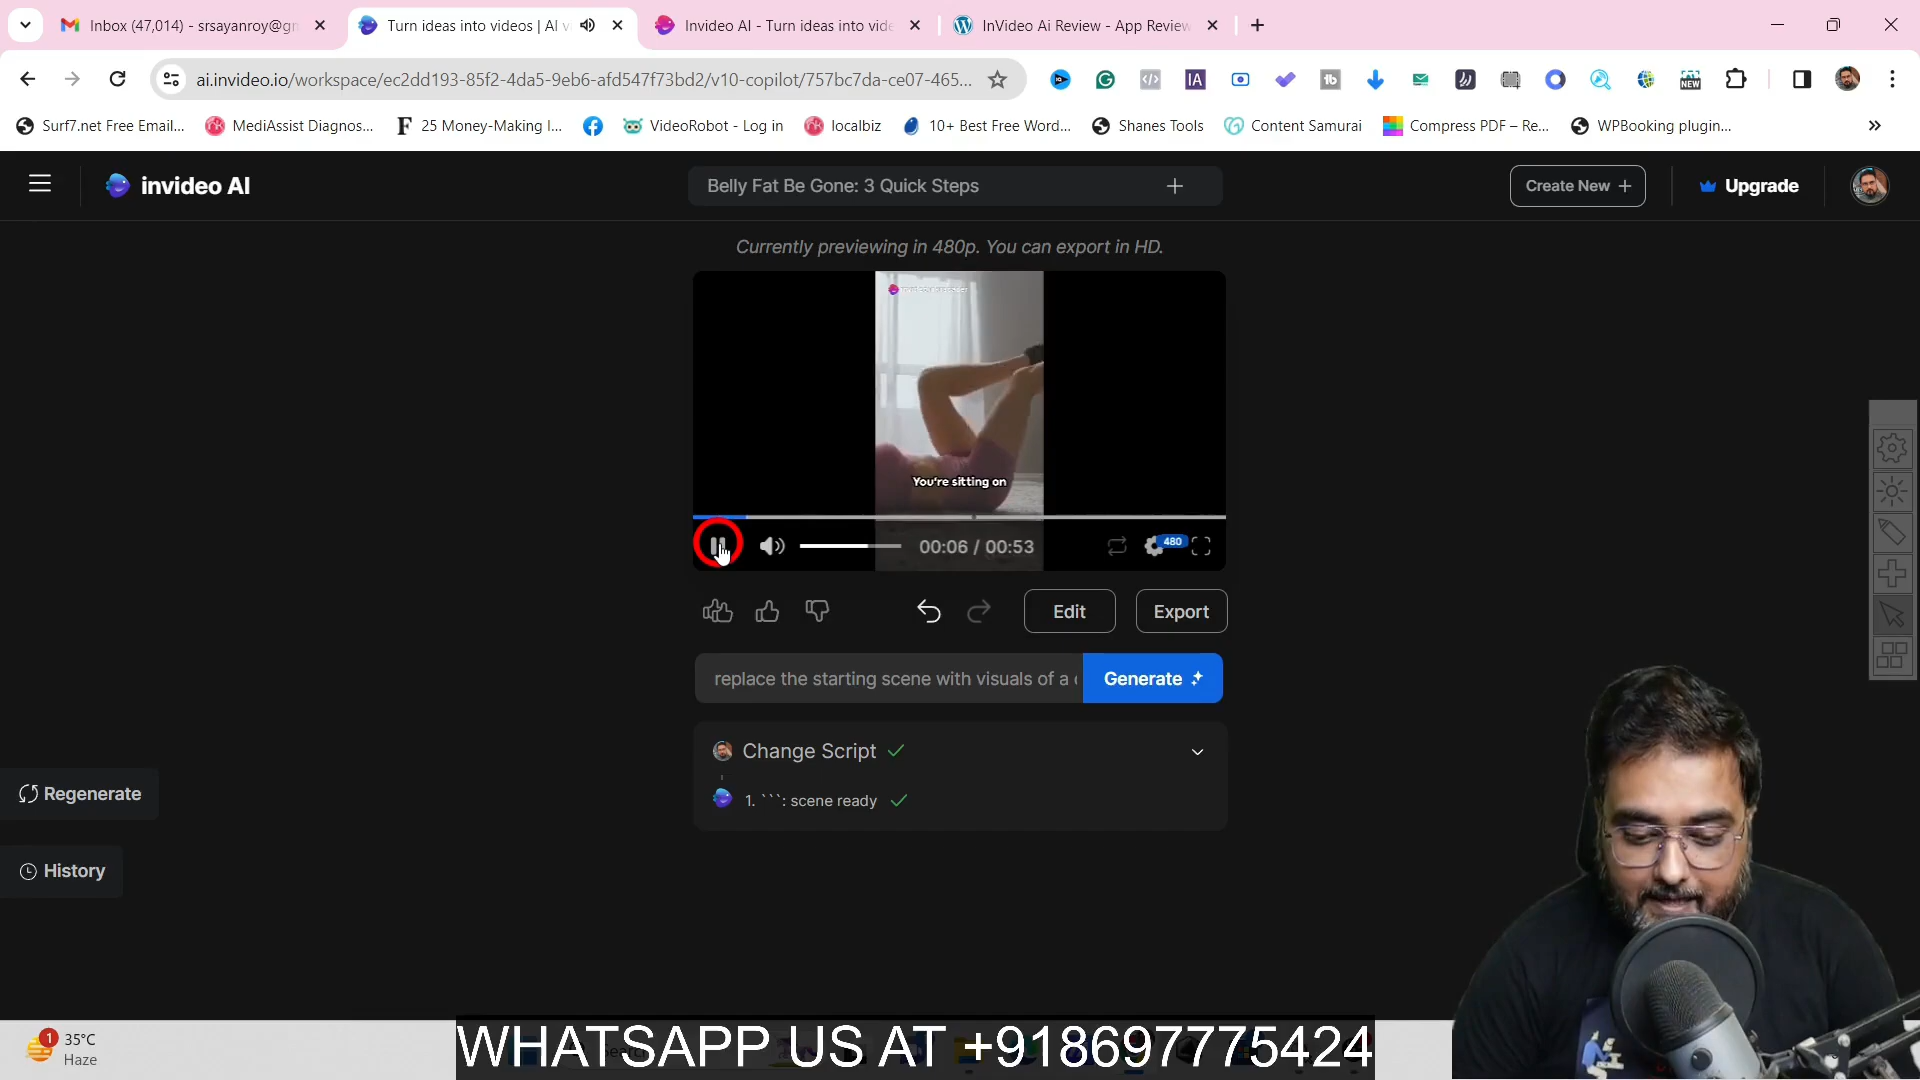 Inbox (47,014) - srsayanroy@gm
Turn ideas into videos | AI v
Invideo AI - Turn ideas into vide
InVideo Ai Review - App Review
ai.invideo.io/workspace/ec2dd193-85f2-4da5-9eb6-afd547f73bd2/v10-copilot/757bc7da-ce07-465...
IA
NEW
Surf7.net Free Email...
MediAssist Diagnos...
25 Money-Making I...
VideoRobot - Log in
localbiz
10+ Best Free Word...
Shanes Tools
Content Samurai
Compress PDF – Re...
WPBooking plugin...
invideo AI
Belly Fat Be Gone: 3 Quick Steps
Create New
Upgrade
Currently previewing in 480p. You can export in HD.
You're sitting on
00:06 / 00:53
480
Edit
Export
replace the starting scene with visuals of a
Generate
Change Script
1. ```: scene ready
Regenerate
History
1
35°C
Haze
WHATSAPP US AT +918697775424